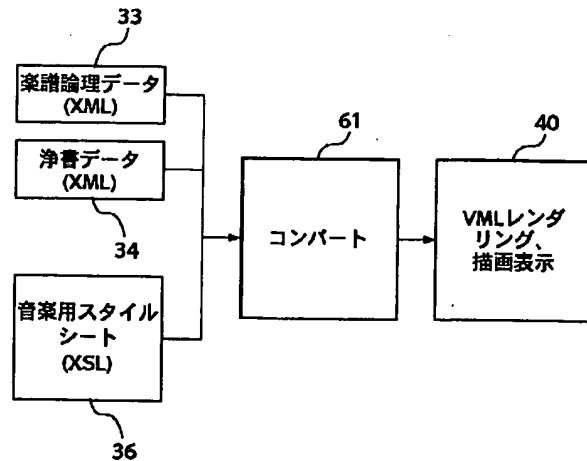 33
楽譜論理データ
(XML)
浄書データ
(XML)
34
音楽用スタイル
シート
(XSL)
36
61
コンバート
40
VMLレンダ
リング、
描画表示